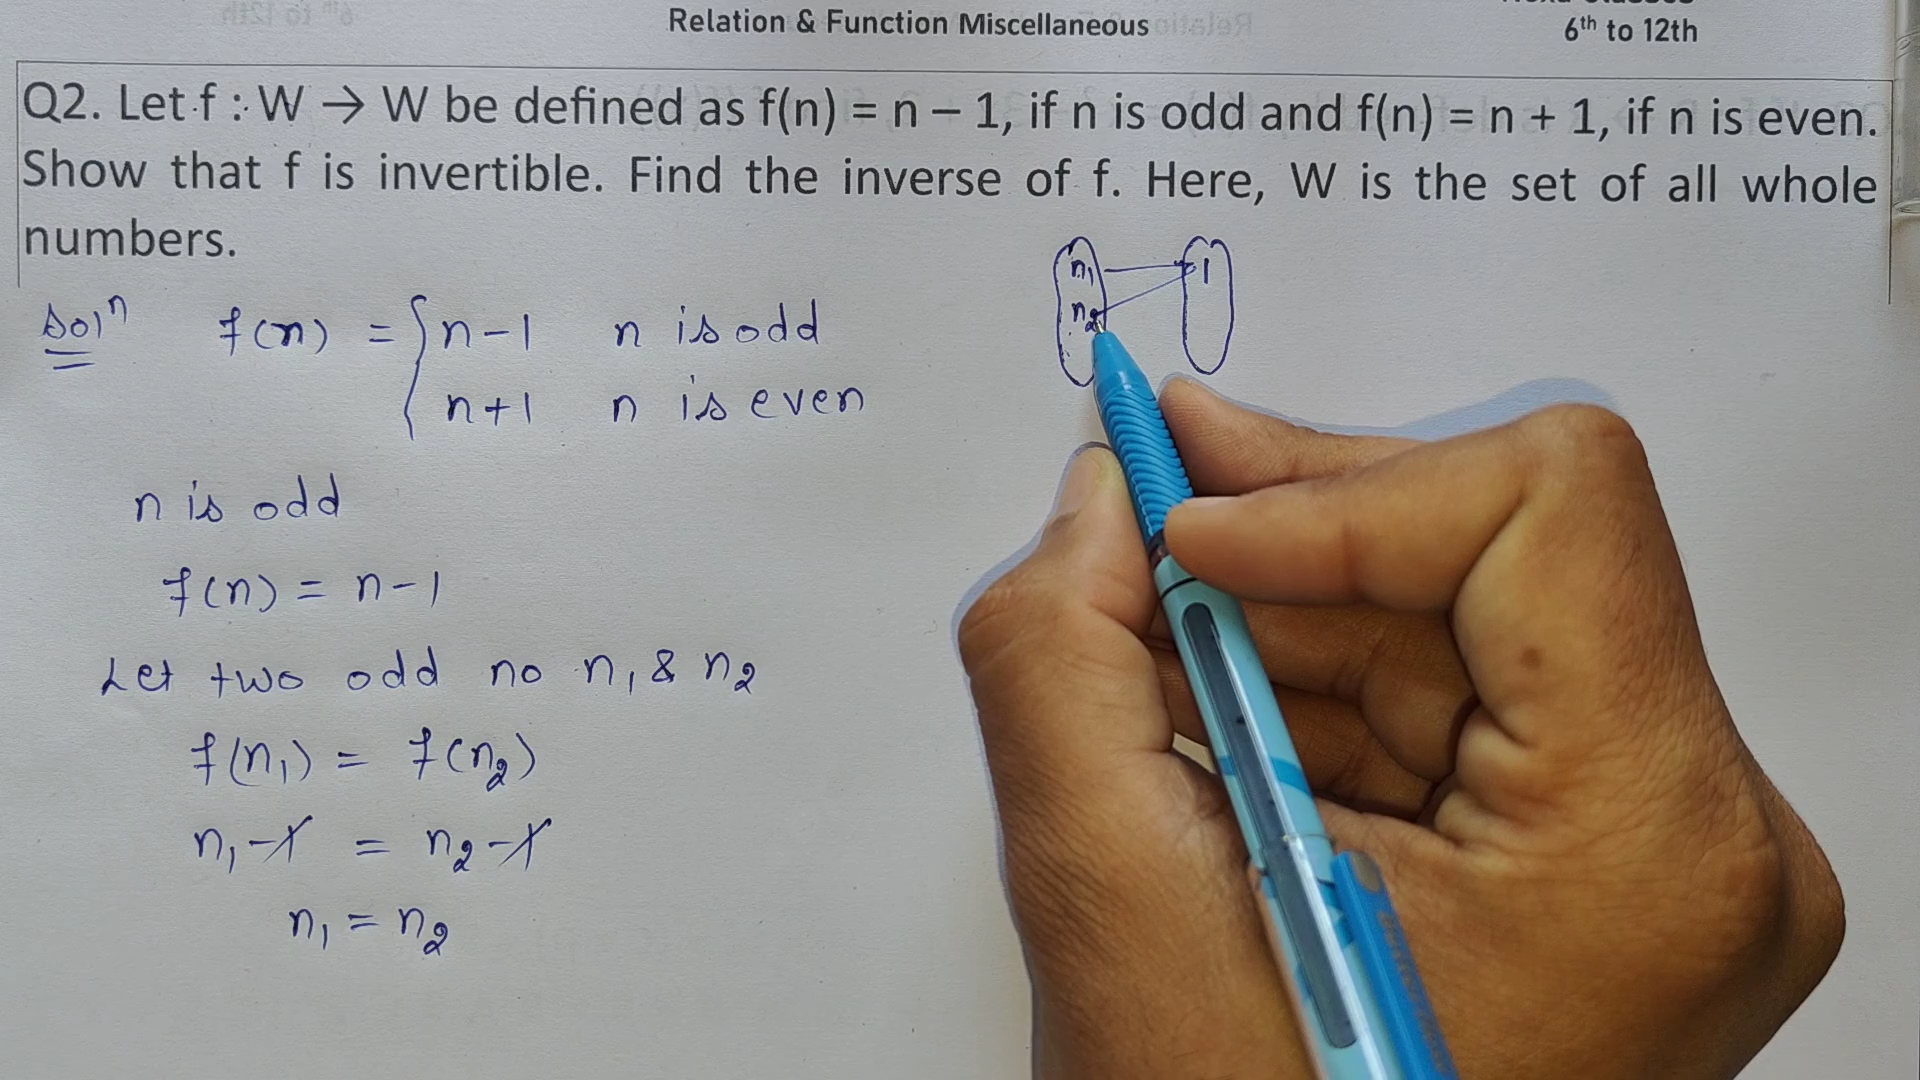 Relation & Function Miscellaneous
6th to 12th
Q2. Let f : W → W be defined as f(n) = n – 1, if n is odd and f(n) = n + 1, if n is even.
Show that f is invertible. Find the inverse of f. Here, W is the set of all whole
numbers.
n₁ 1
n₂
Solⁿ f(n) = { n-1 n is odd
n+1 n is even
n is odd
f(n) = n-1
Let two odd no n₁ & n₂
f(n₁) = f(n₂)
n₁-1 = n₂-1
n₁ = n₂